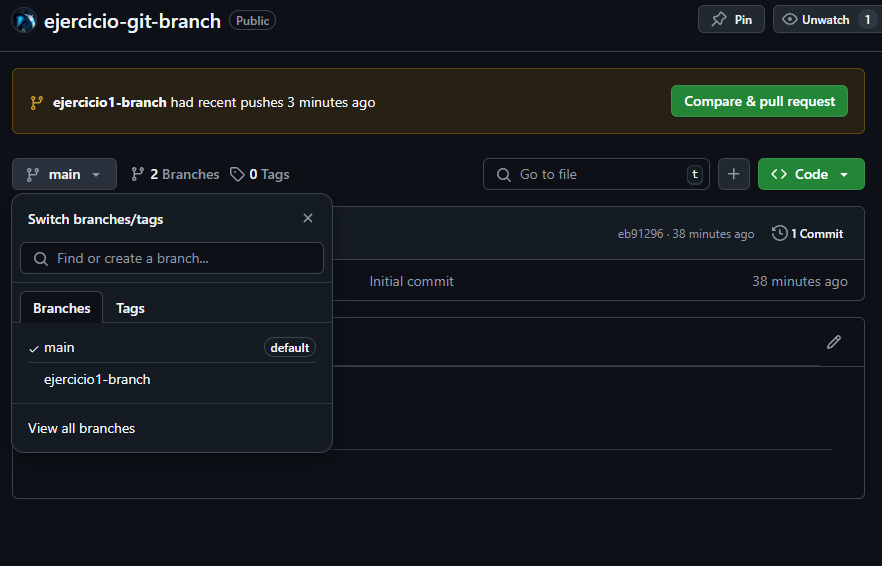 ejercicio-git-branch Public Pin Unwatch 1
ejercicio1-branch had recent pushes 3 minutes ago Compare & pull request
main 2 Branches 0 Tags Go to file t Code
Switch branches/tags
eb91296 · 38 minutes ago 1 Commit
Find or create a branch...
Initial commit 38 minutes ago
Branches Tags
main default
ejercicio1-branch
View all branches